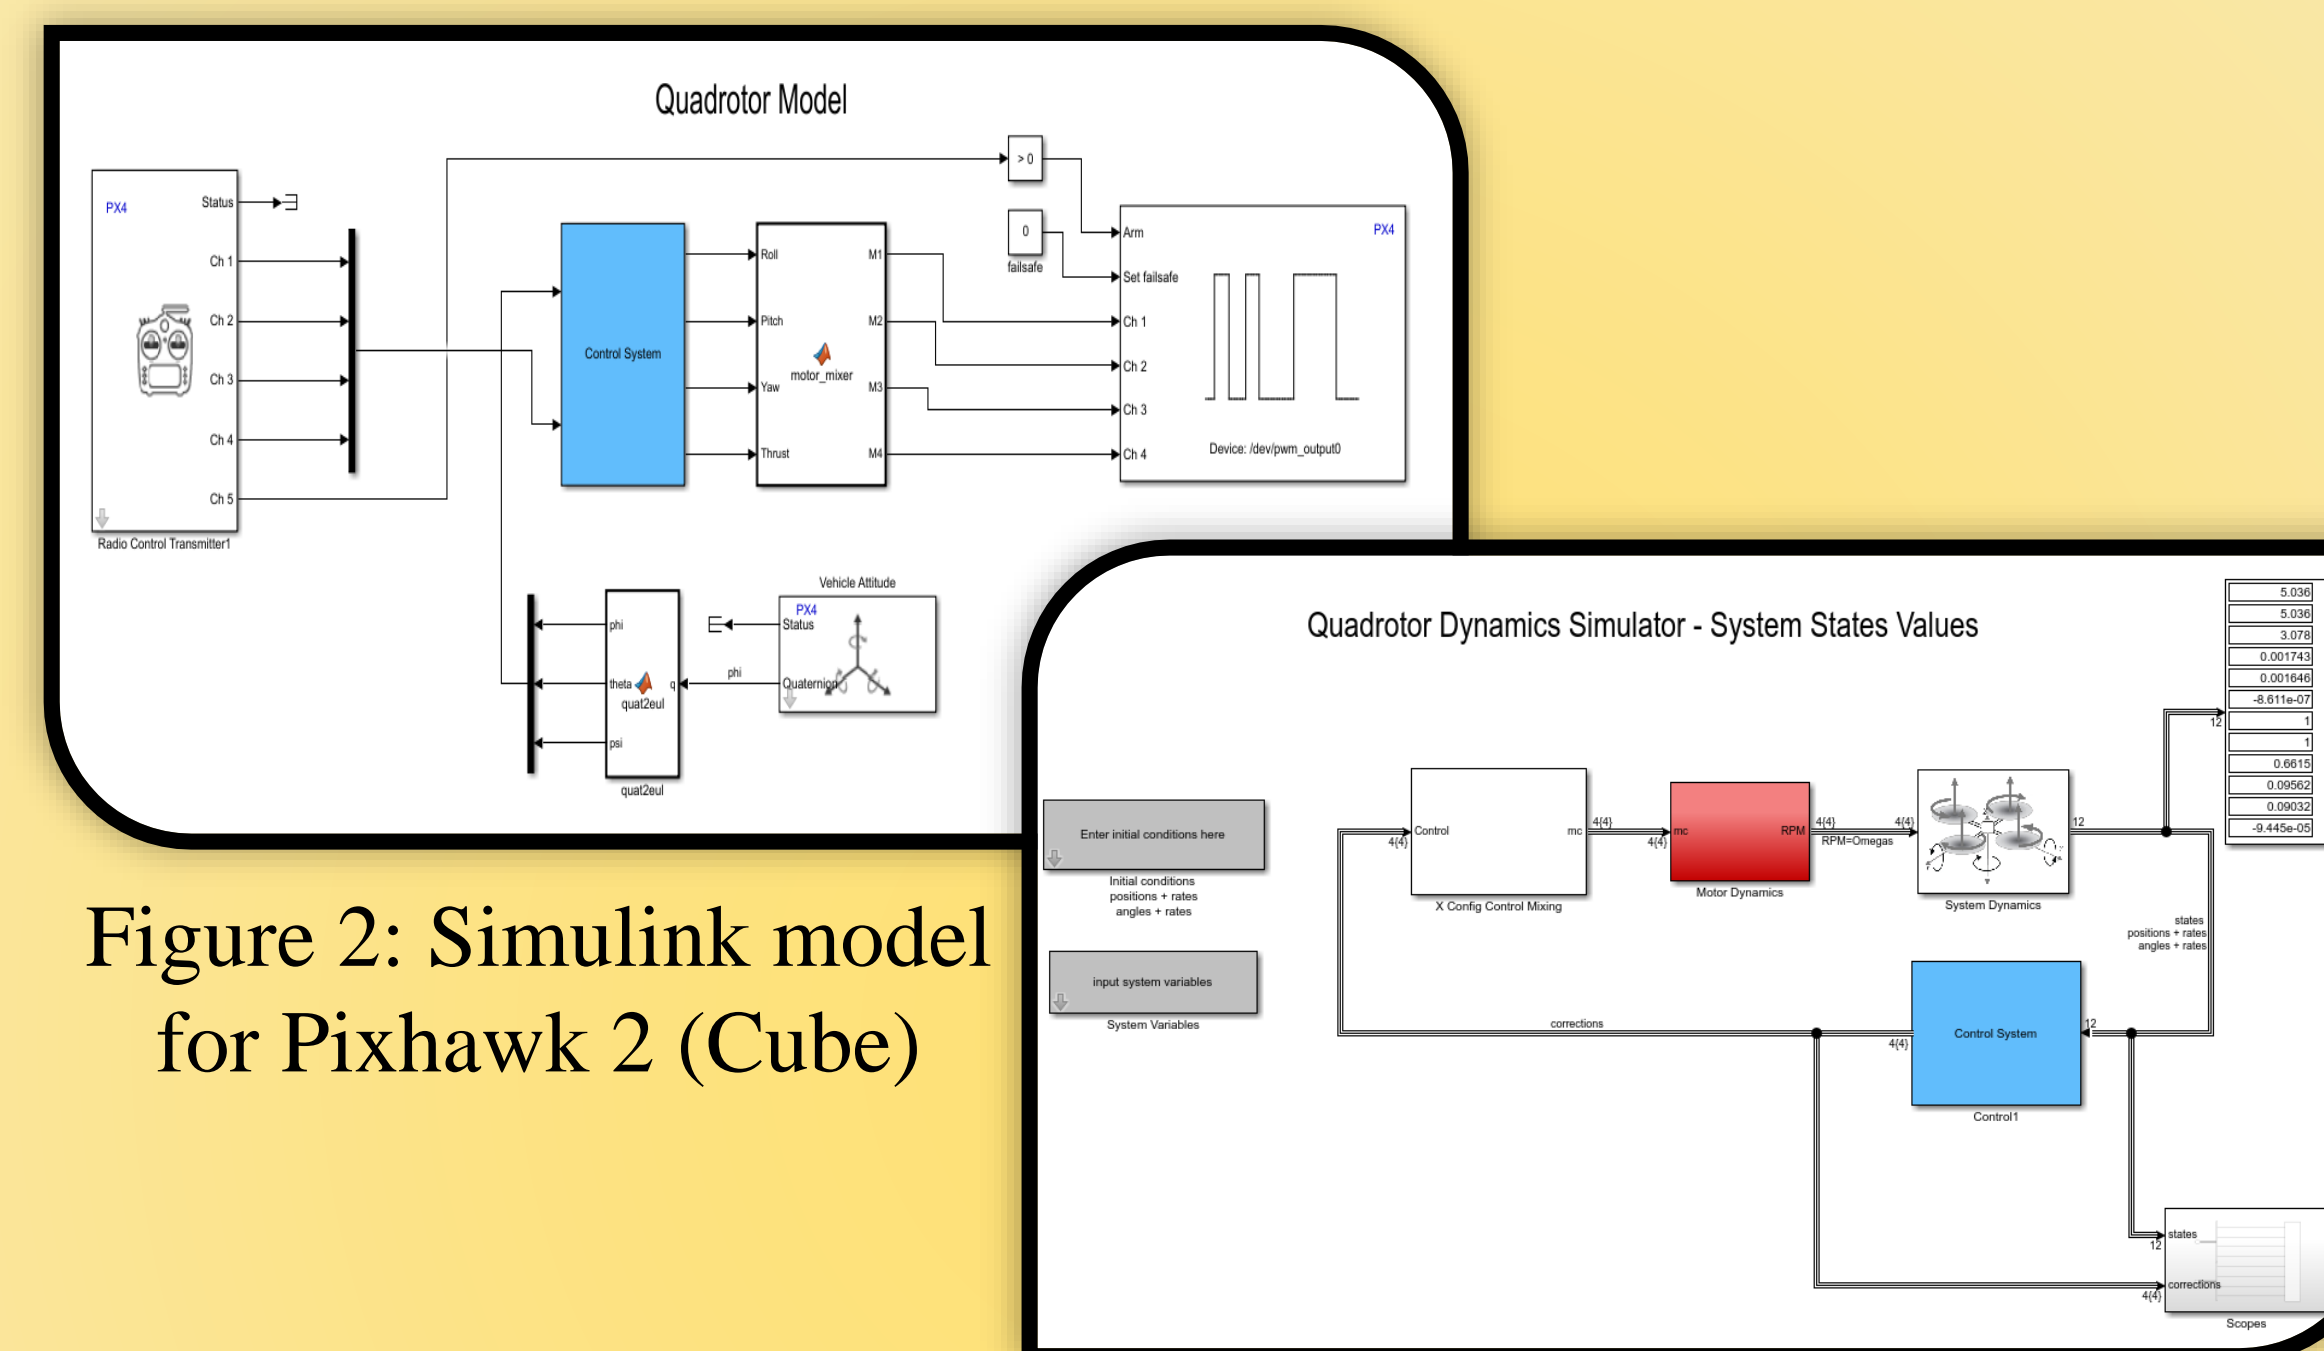 Quadrotor Model
PX4
Status
Ch 1
Ch 2
Ch 3
Ch 4
Ch 5
Radio Control Transmitter1
Control System
Roll
Pitch
Yaw
Thrust
motor_mixer
M1
M2
M3
M4
> 0
0
failsafe
PX4
Arm
Set failsafe
Ch 1
Ch 2
Ch 3
Ch 4
Device: /dev/pwm_output0
Vehicle Attitude
PX4
Status
Quaternion
phi
phi
theta
psi
q
quat2eul
quat2eul
Figure 2: Simulink model
for Pixhawk 2 (Cube)
Quadrotor Dynamics Simulator - System States Values
5.036
5.036
3.078
0.001743
0.001646
-8.611e-07
1
1
0.6615
0.09562
0.09032
-9.445e-05
12
Enter initial conditions here
Initial conditions
positions + rates
angles + rates
input system variables
System Variables
4{4}
Control
mc
X Config Control Mixing
4{4}
4{4}
mc
RPM
Motor Dynamics
4{4}
4{4}
RPM=Omegas
System Dynamics
12
states
positions + rates
angles + rates
12
Control System
Control1
4{4}
corrections
states
12
corrections
4{4}
Scopes